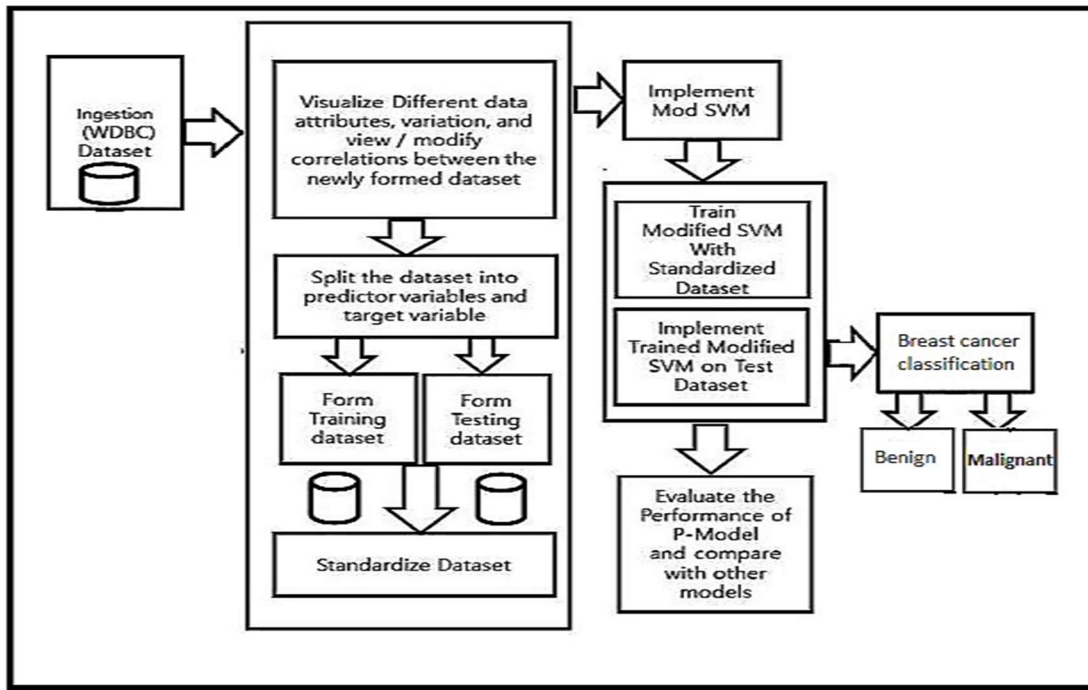 Ingestion
(WDBC)
Dataset
Visualize Different data
attributes, variation, and
view / modify
correlations between the
newly formed dataset
Split the dataset into
predictor variables and
target variable
Form
Training
dataset
Form
Testing
dataset
Standardize Dataset
Implement
Mod SVM
Train
Modified SVM
With
Standardized
Dataset
Implement
Trained Modified
SVM on Test
Dataset
Breast cancer
classification
Benign
Malignant
Evaluate the
Performance of
P-Model
and compare
with other
models